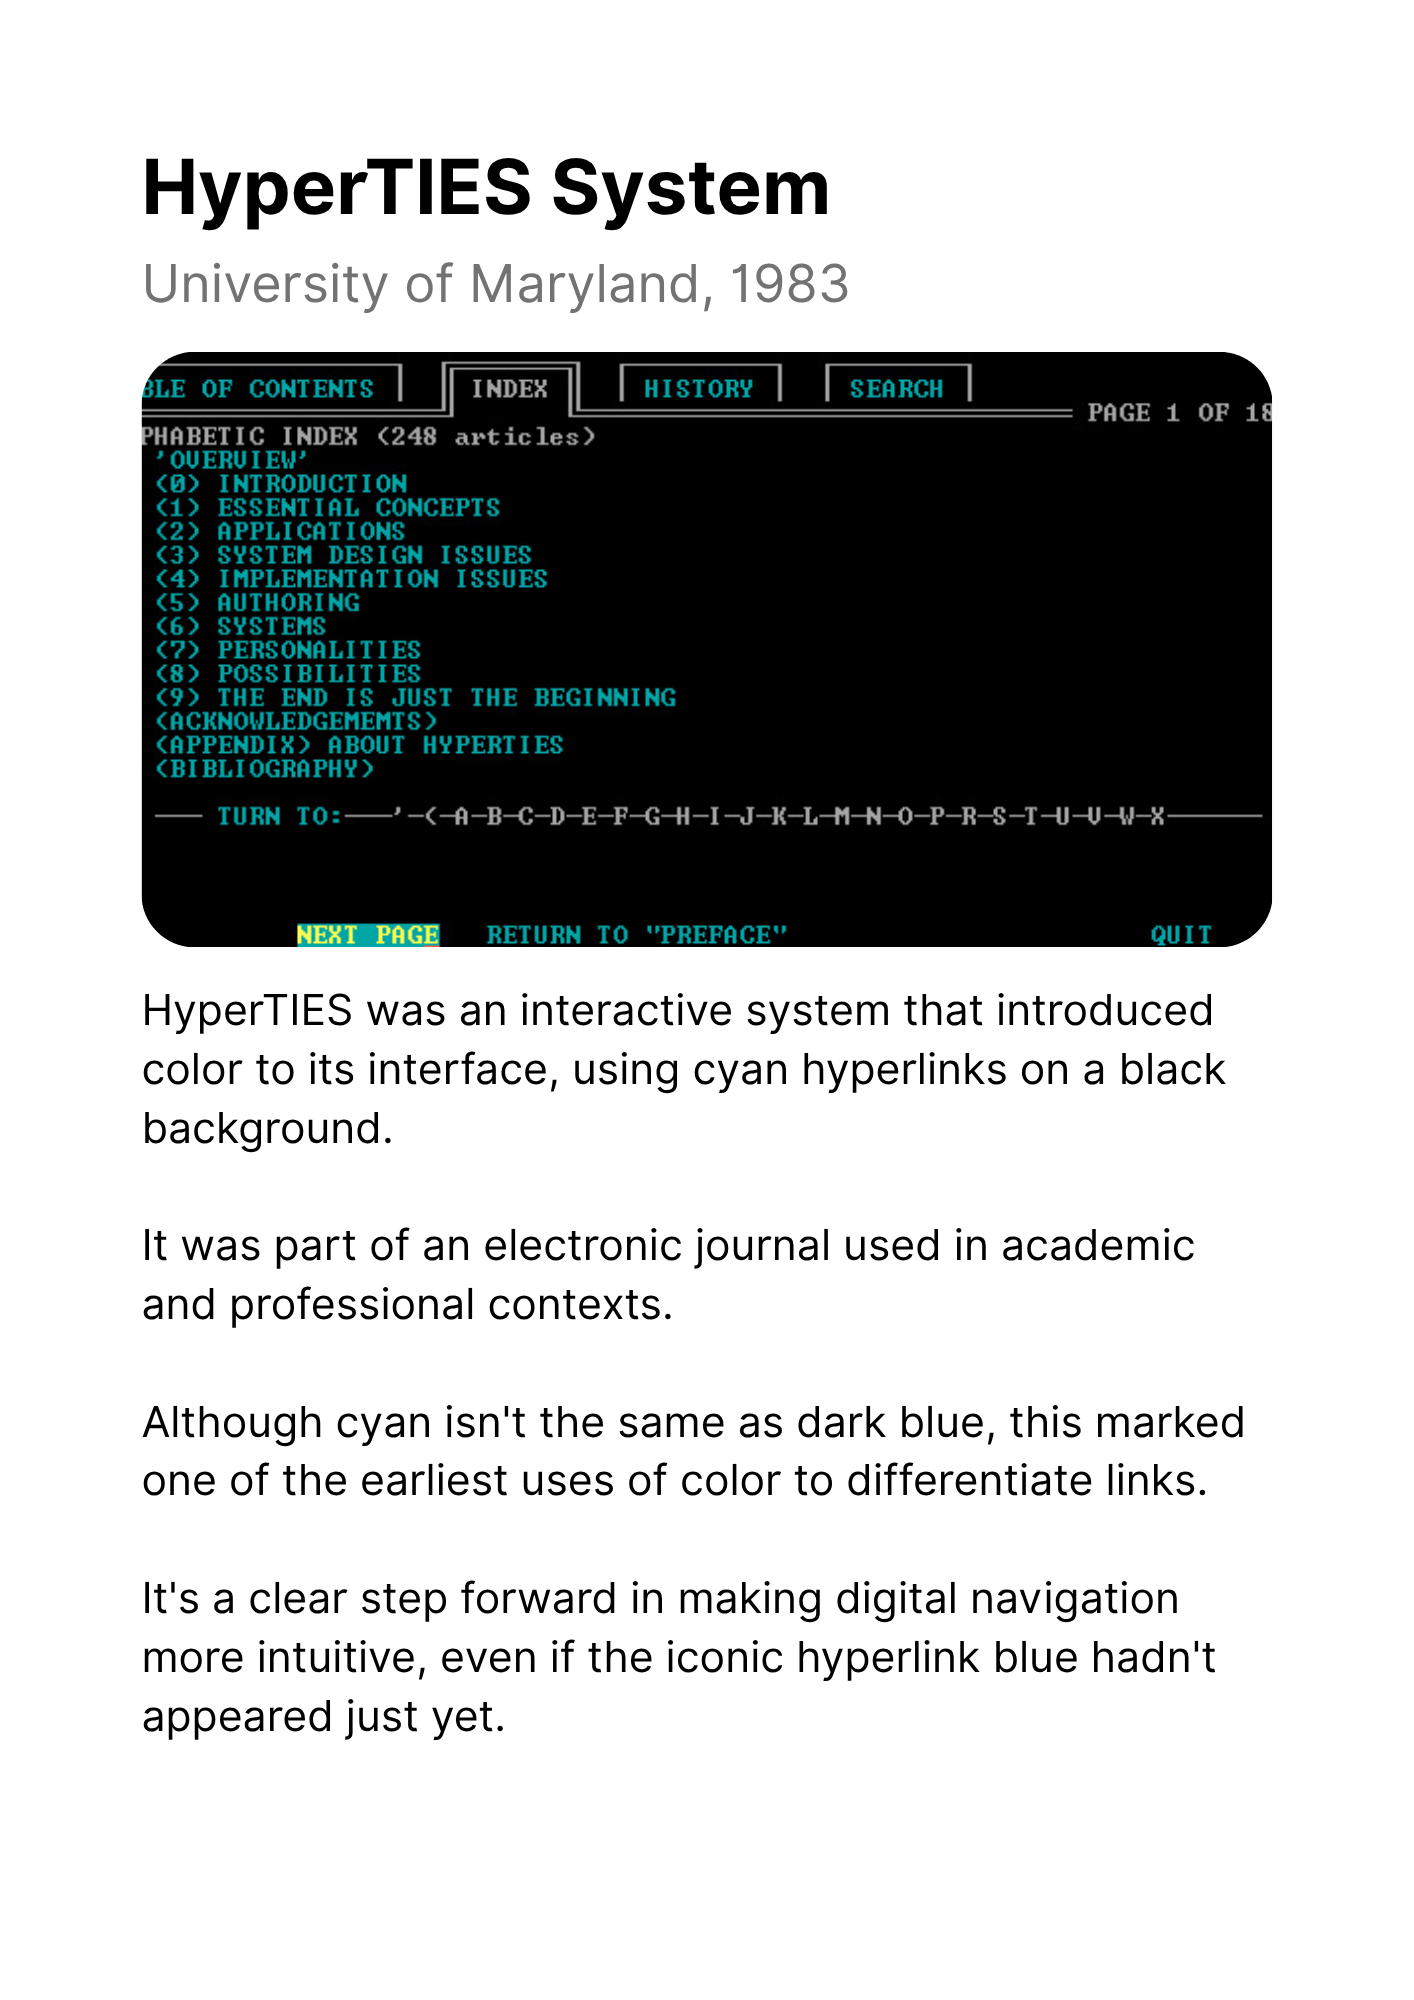 HyperTIES System
University of Maryland, 1983
BLE OF CONTENTS INDEX HISTORY SEARCH
PAGE 1 OF 18
PHABETIC INDEX (248 articles)
'OVERVIEW'
<0> INTRODUCTION
<1> ESSENTIAL CONCEPTS
<2> APPLICATIONS
<3> SYSTEM DESIGN ISSUES
<4> IMPLEMENTATION ISSUES
<5> AUTHORING
<6> SYSTEMS
<7> PERSONALITIES
<8> POSSIBILITIES
<9> THE END IS JUST THE BEGINNING
<ACKNOWLEDGEMEMTS>
<APPENDIX> ABOUT HYPERTIES
<BIBLIOGRAPHY>
TURN TO:——'-<-A-B-C-D-E-F-G-H-I-J-K-L-M-N-O-P-R-S-T-U-V-W-X
NEXT PAGE RETURN TO "PREFACE" QUIT
HyperTIES was an interactive system that introduced
color to its interface, using cyan hyperlinks on a black
background.
It was part of an electronic journal used in academic
and professional contexts.
Although cyan isn't the same as dark blue, this marked
one of the earliest uses of color to differentiate links.
It's a clear step forward in making digital navigation
more intuitive, even if the iconic hyperlink blue hadn't
appeared just yet.